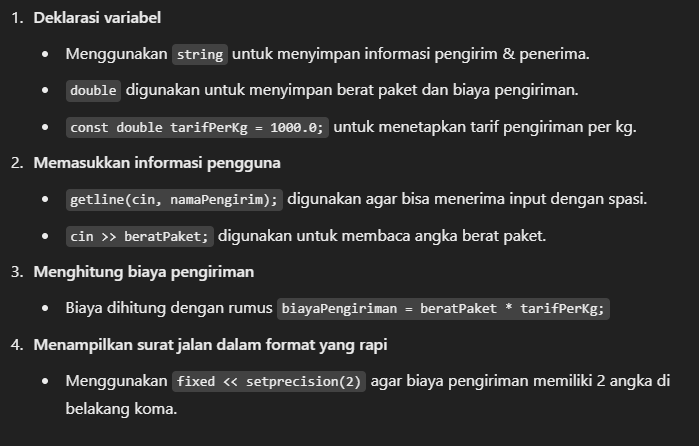 1. Deklarasi variabel
• Menggunakan string untuk menyimpan informasi pengirim & penerima.
• double digunakan untuk menyimpan berat paket dan biaya pengiriman.
• const double tarifPerKg = 1000.0; untuk menetapkan tarif pengiriman per kg.
2. Memasukkan informasi pengguna
• getline(cin, namaPengirim); digunakan agar bisa menerima input dengan spasi.
• cin >> beratPaket; digunakan untuk membaca angka berat paket.
3. Menghitung biaya pengiriman
• Biaya dihitung dengan rumus biayaPengiriman = beratPaket * tarifPerKg;
4. Menampilkan surat jalan dalam format yang rapi
• Menggunakan fixed << setprecision(2) agar biaya pengiriman memiliki 2 angka di
belakang koma.